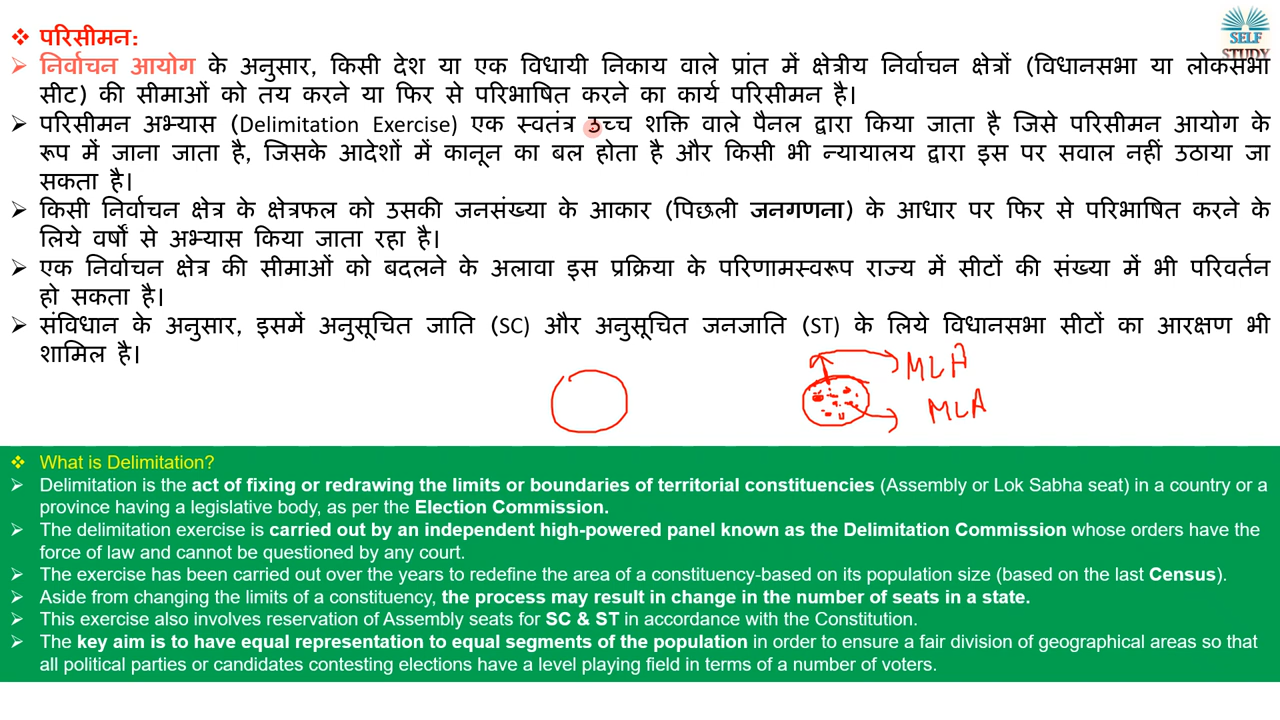 ❖ परिसीमन:
SELF
STUDY
➢ निर्वाचन आयोग के अनुसार, किसी देश या एक विधायी निकाय वाले प्रांत में क्षेत्रीय निर्वाचन क्षेत्रों (विधानसभा या लोकसभा
सीट) की सीमाओं को तय करने या फिर से परिभाषित करने का कार्य परिसीमन है।
➢ परिसीमन अभ्यास (Delimitation Exercise) एक स्वतंत्र उच्च शक्ति वाले पैनल द्वारा किया जाता है जिसे परिसीमन आयोग के
रूप में जाना जाता है, जिसके आदेशों में कानून का बल होता है और किसी भी न्यायालय द्वारा इस पर सवाल नहीं उठाया जा
सकता है।
➢ किसी निर्वाचन क्षेत्र के क्षेत्रफल को उसकी जनसंख्या के आकार (पिछली जनगणना) के आधार पर फिर से परिभाषित करने के
लिये वर्षों से अभ्यास किया जाता रहा है।
➢ एक निर्वाचन क्षेत्र की सीमाओं को बदलने के अलावा इस प्रक्रिया के परिणामस्वरूप राज्य में सीटों की संख्या में भी परिवर्तन
हो सकता है।
➢ संविधान के अनुसार, इसमें अनुसूचित जाति (SC) और अनुसूचित जनजाति (ST) के लिये विधानसभा सीटों का आरक्षण भी
शामिल है।
MLA
MLA
❖ What is Delimitation?
➢ Delimitation is the act of fixing or redrawing the limits or boundaries of territorial constituencies (Assembly or Lok Sabha seat) in a country or a
province having a legislative body, as per the Election Commission.
➢ The delimitation exercise is carried out by an independent high-powered panel known as the Delimitation Commission whose orders have the
force of law and cannot be questioned by any court.
➢ The exercise has been carried out over the years to redefine the area of a constituency-based on its population size (based on the last Census).
➢ Aside from changing the limits of a constituency, the process may result in change in the number of seats in a state.
➢ This exercise also involves reservation of Assembly seats for SC & ST in accordance with the Constitution.
➢ The key aim is to have equal representation to equal segments of the population in order to ensure a fair division of geographical areas so that
all political parties or candidates contesting elections have a level playing field in terms of a number of voters.